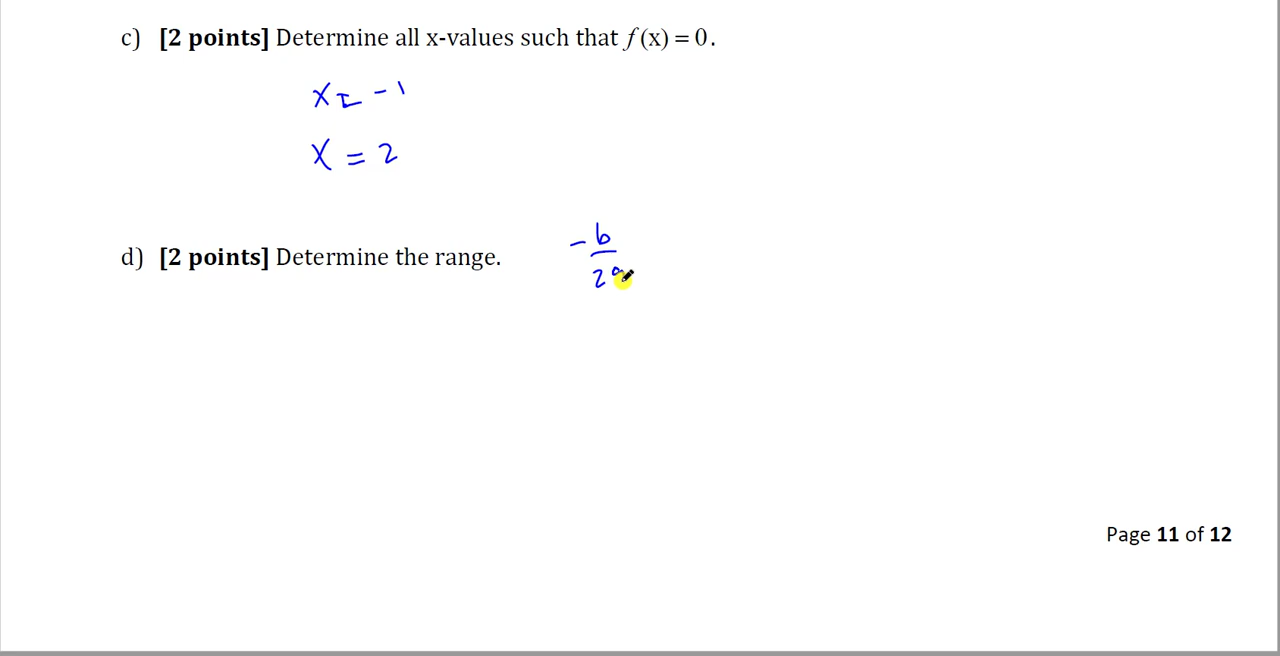 c) [2 points] Determine all x-values such that f(x) = 0.
x = -1
x = 2
d) [2 points] Determine the range.
-b
2a
Page 11 of 12